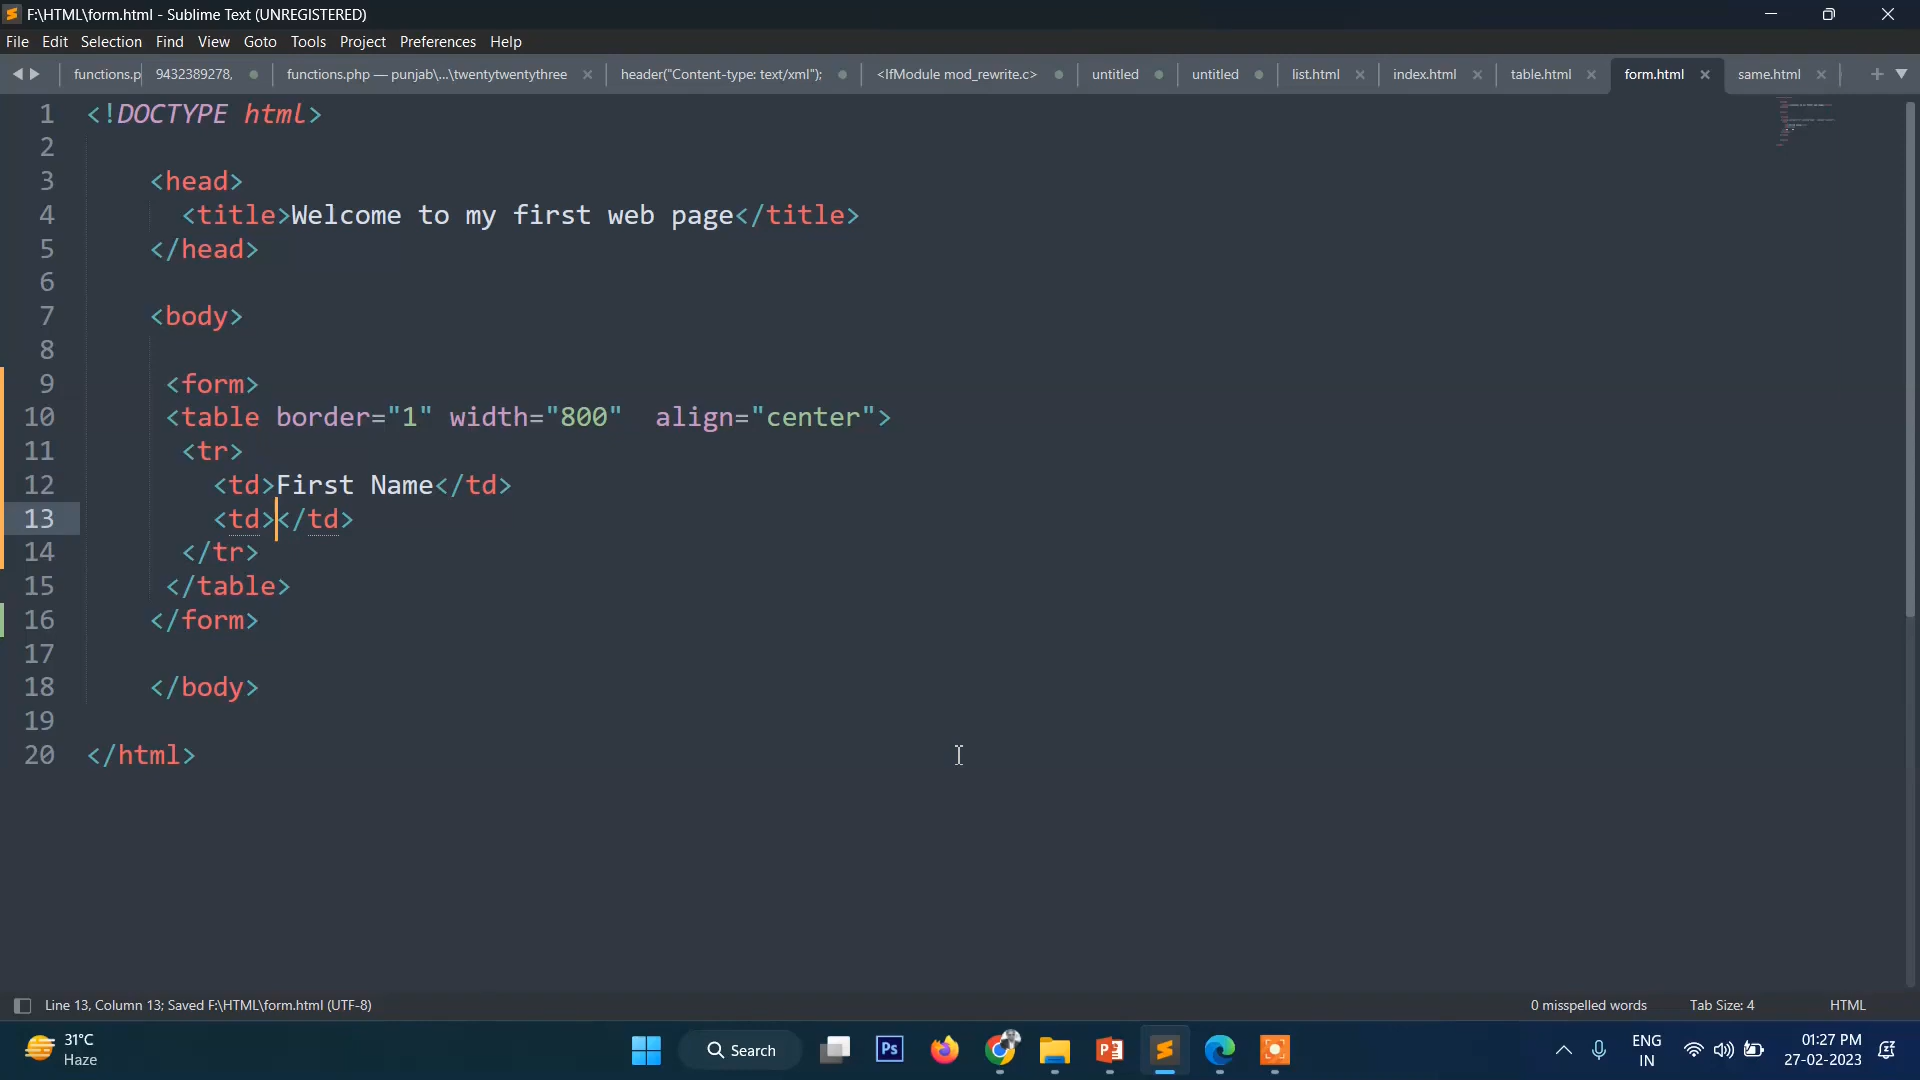 F:\HTML\form.html - Sublime Text (UNREGISTERED)
File Edit Selection Find View Goto Tools Project Preferences Help
functions.p 9432389278, functions.php — punjab\...\twentytwentythree header("Content-type: text/xml"); <IfModule mod_rewrite.c> untitled untitled list.html index.html table.html form.html same.html
1 <!DOCTYPE html>
2
3 <head>
4 <title>Welcome to my first web page</title>
5 </head>
6
7 <body>
8
9 <form>
10 <table border="1" width="800" align="center">
11 <tr>
12 <td>First Name</td>
13 <td></td>
14 </tr>
15 </table>
16 </form>
17
18 </body>
19
20 </html>
Line 13, Column 13; Saved F:\HTML\form.html (UTF-8) 0 misspelled words Tab Size: 4 HTML
31°C
Haze
Search
Ps
ENG
IN
01:27 PM
27-02-2023